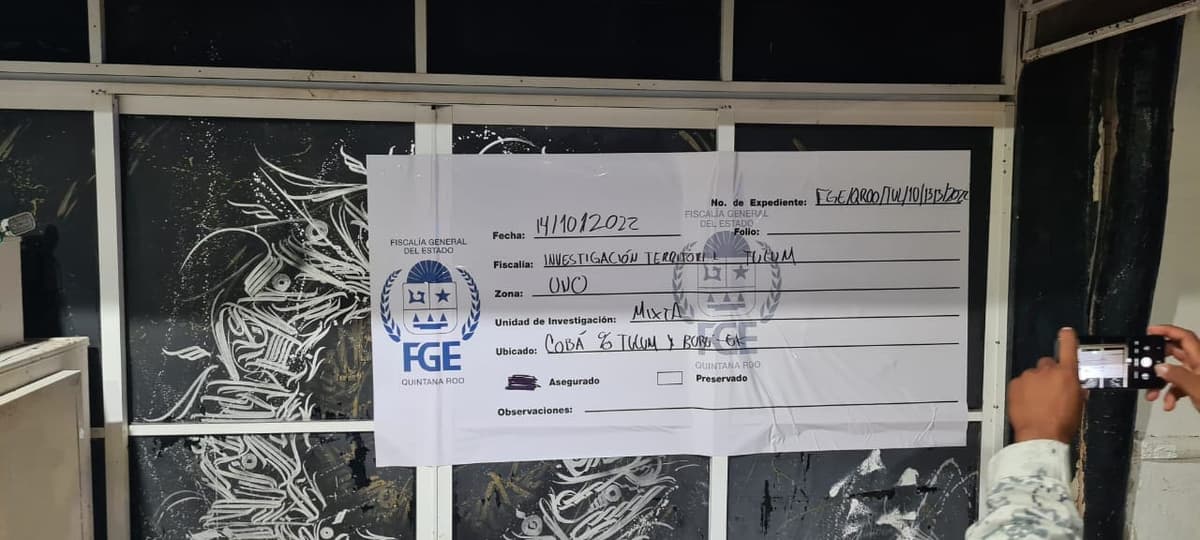 No. de Expediente: FGE/QROO/TUL/10/1313/2022
FISCALÍA GENERAL
DEL ESTADO
Folio:
Fecha: 14/10/2022
FISCALÍA GENERAL
DEL ESTADO
Fiscalía: INVESTIGACIÓN TERRITORIAL TULUM
Zona: UNO
Unidad de Investigación: MIXTA
FGE
FGE
Ubicado: COBÁ % TULUM Y
QUINTANA ROO
QUINTANA ROO
Asegurado
Preservado
Observaciones: